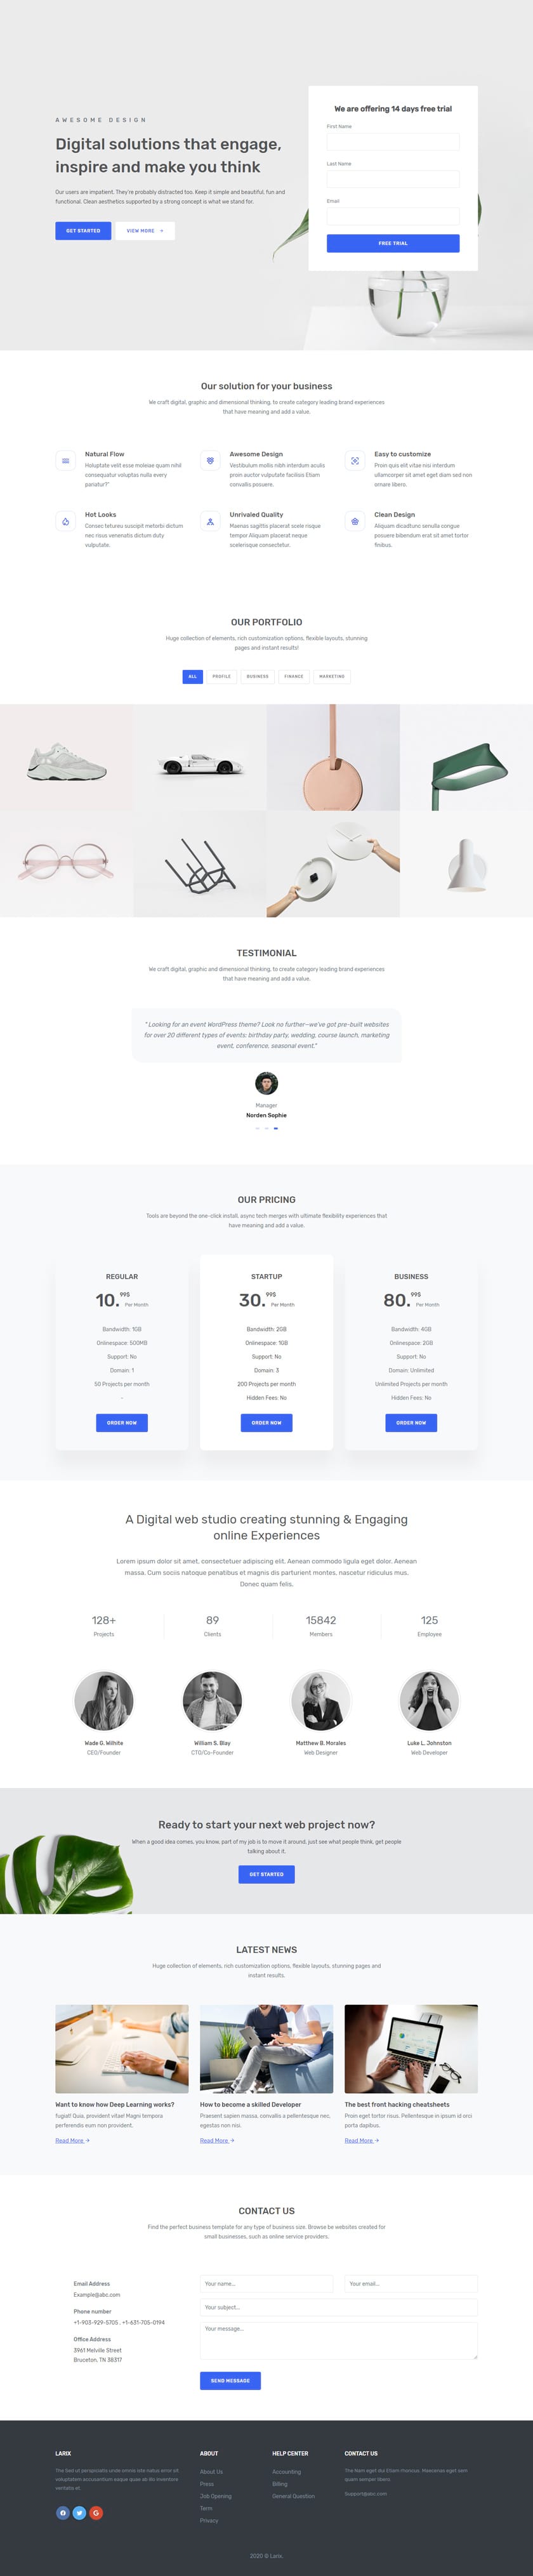 AWESOME DESIGN
Digital solutions that engage,
inspire and make you think
Our users are impatient. They're probably distracted too. Keep it simple and beautiful, fun and
functional. Clean aesthetics supported by a strong concept is what we stand for.
GET STARTED
VIEW MORE →
We are offering 14 days free trial
First Name
Last Name
Email
FREE TRIAL
Our solution for your business
We craft digital, graphic and dimensional thinking, to create category leading brand experiences
that have meaning and add a value.
Natural Flow
Holuptate velit esse moleiae quam nihil
consequatur voluptas nulla every
pariatur?"
Awesome Design
Vestibulum mollis nibh interdum aculis
proin auctor vulputate facilisis Etiam
convallis posuere.
Easy to customize
Proin quis elit vitae nisi interdum
ullamcorper sit amet eget diam sed non
ornare libero.
Hot Looks
Consec tetureu suscipit metorbi dictum
nec risus venenatis dictum duty
vulputate.
Unrivaled Quality
Maenas sagittis placerat scele risque
tempor Aliquam placerat neque
scelerisque consectetur.
Clean Design
Aliquam dicadtunc senulla congue
posuere bibendum erat sit amet tortar
finibus.
OUR PORTFOLIO
Huge collection of elements, rich customization options, flexible layouts, stunning
pages and instant results!
ALL
PROFILE
BUSINESS
FINANCE
MARKETING
TESTIMONIAL
We craft digital, graphic and dimensional thinking, to create category leading brand experiences
that have meaning and add a value.
" Looking for an event WordPress theme? Look no further–we've got pre-built websites
for over 20 different types of events: birthday party, wedding, course launch, marketing
event, conference, seasonal event."
Manager
Norden Sophie
OUR PRICING
Tools are beyond the one-click install, async tech merges with ultimate flexibility experiences that
have meaning and add a value.
REGULAR
10. 99$ Per Month
Bandwidth: 1GB
Onlinespace: 500MB
Support: No
Domain: 1
50 Projects per month
-
ORDER NOW
STARTUP
30. 99$ Per Month
Bandwidth: 2GB
Onlinespace: 1GB
Support: No
Domain: 3
200 Projects per month
Hidden Fees: No
ORDER NOW
BUSINESS
80. 99$ Per Month
Bandwidth: 4GB
Onlinespace: 2GB
Support: No
Domain: Unlimited
Unlimited Projects per month
Hidden Fees: No
ORDER NOW
A Digital web studio creating stunning & Engaging
online Experiences
Lorem ipsum dolor sit amet, consectetuer adipiscing elit. Aenean commodo ligula eget dolor. Aenean
massa. Cum sociis natoque penatibus et magnis dis parturient montes, nascetur ridiculus mus.
Donec quam felis.
128+
Projects
89
Clients
15842
Members
125
Employee
Wade G. Wilhite
CEO/Founder
William S. Blay
CTO/Co-Founder
Matthew B. Morales
Web Designer
Luke L. Johnston
Web Developer
Ready to start your next web project now?
When a good idea comes, you know, part of my job is to move it around, just see what people think, get people
talking about it.
GET STARTED
LATEST NEWS
Huge collection of elements, rich customization options, flexible layouts, stunning pages and
instant results.
Want to know how Deep Learning works?
fugiat! Quia, provident vitae! Magni tempora
perferendis eum non provident.
Read More →
How to become a skilled Developer
Praesent sapien massa, convallis a pellentesque nec,
egestas non nisi.
Read More →
The best front hacking cheatsheets
Proin eget tortor risus. Pellentesque in ipsum id orci
porta dapibus.
Read More →
CONTACT US
Find the perfect business template for any type of business size. Browse websites created for
small businesses, such as online service providers.
Email Address
Example@abc.com
Phone number
+1-903-929-5705 , +1-631-705-0194
Office Address
3961 Melville Street
Bruceton, TN 38317
Your name...
Your email...
Your subject...
Your message...
SEND MESSAGE
LARIX
The Sed ut perspiciatis unde omnis iste natus error sit
voluptatem accusantium eaque quae ab illo inventore
veritatis et.
ABOUT
About Us
Press
Job Opening
Term
Privacy
HELP CENTER
Accounting
Billing
General Question
CONTACT US
The Nam eget dui Etiam rhoncus. Maecenas eget sem
quam semper libero.
Support@abc.com
2020 © Larix.